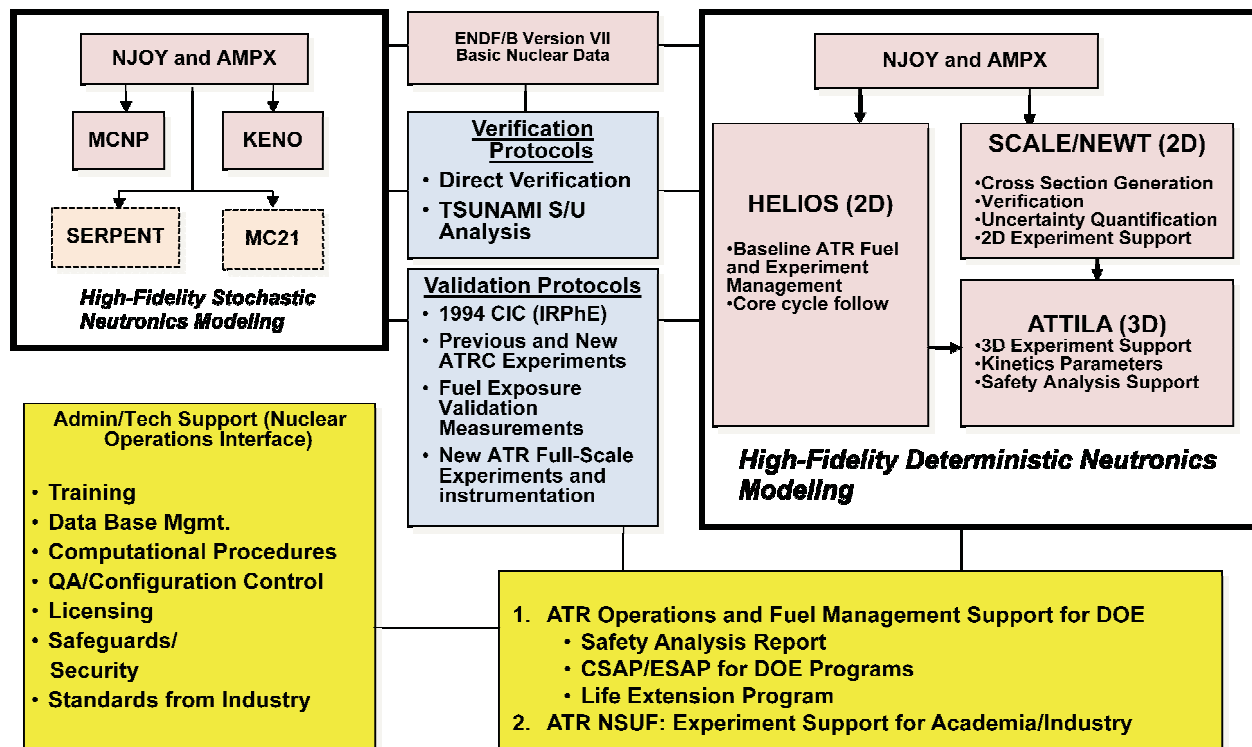 NJOY and AMPX
MCNP
KENO
SERPENT
MC21
High-Fidelity Stochastic
Neutronics Modeling
ENDF/B Version VII
Basic Nuclear Data
Verification
Protocols
• Direct Verification
• TSUNAMI S/U
Analysis
Validation Protocols
• 1994 CIC (IRPhE)
• Previous and New
ATRC Experiments
• Fuel Exposure
Validation
Measurements
• New ATR Full-Scale
Experiments and
instrumentation
NJOY and AMPX
HELIOS (2D)
•Baseline ATR Fuel
and Experiment
Management
•Core cycle follow
SCALE/NEWT (2D)
•Cross Section Generation
•Verification
•Uncertainty Quantification
•2D Experiment Support
ATTILA (3D)
•3D Experiment Support
•Kinetics Parameters
•Safety Analysis Support
High-Fidelity Deterministic Neutronics
Modeling
Admin/Tech Support (Nuclear
Operations Interface)
• Training
• Data Base Mgmt.
• Computational Procedures
• QA/Configuration Control
• Licensing
• Safeguards/
Security
• Standards from Industry
1. ATR Operations and Fuel Management Support for DOE
• Safety Analysis Report
• CSAP/ESAP for DOE Programs
• Life Extension Program
2. ATR NSUF: Experiment Support for Academia/Industry